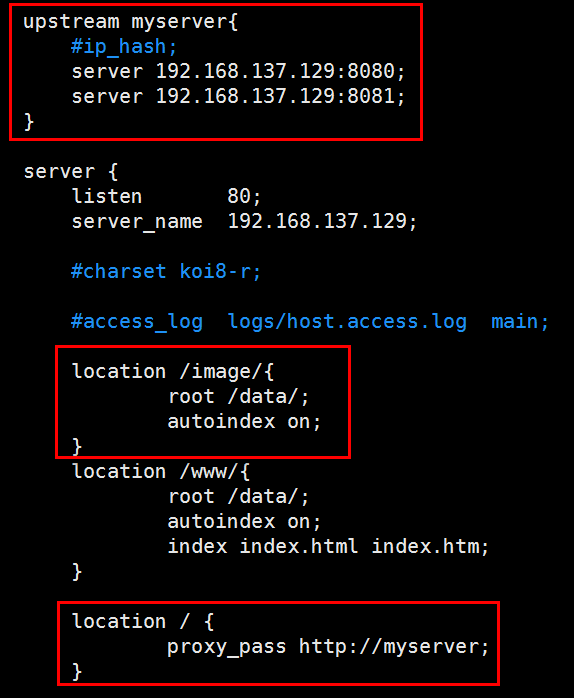 upstream myserver{
    #ip_hash;
    server 192.168.137.129:8080;
    server 192.168.137.129:8081;
}
server {
    listen       80;
    server_name  192.168.137.129;
    #charset koi8-r;
    #access_log  logs/host.access.log  main;
    location /image/{
            root /data/;
            autoindex on;
    }
    location /www/{
            root /data/;
            autoindex on;
            index index.html index.htm;
    }
    location / {
            proxy_pass http://myserver;
    }